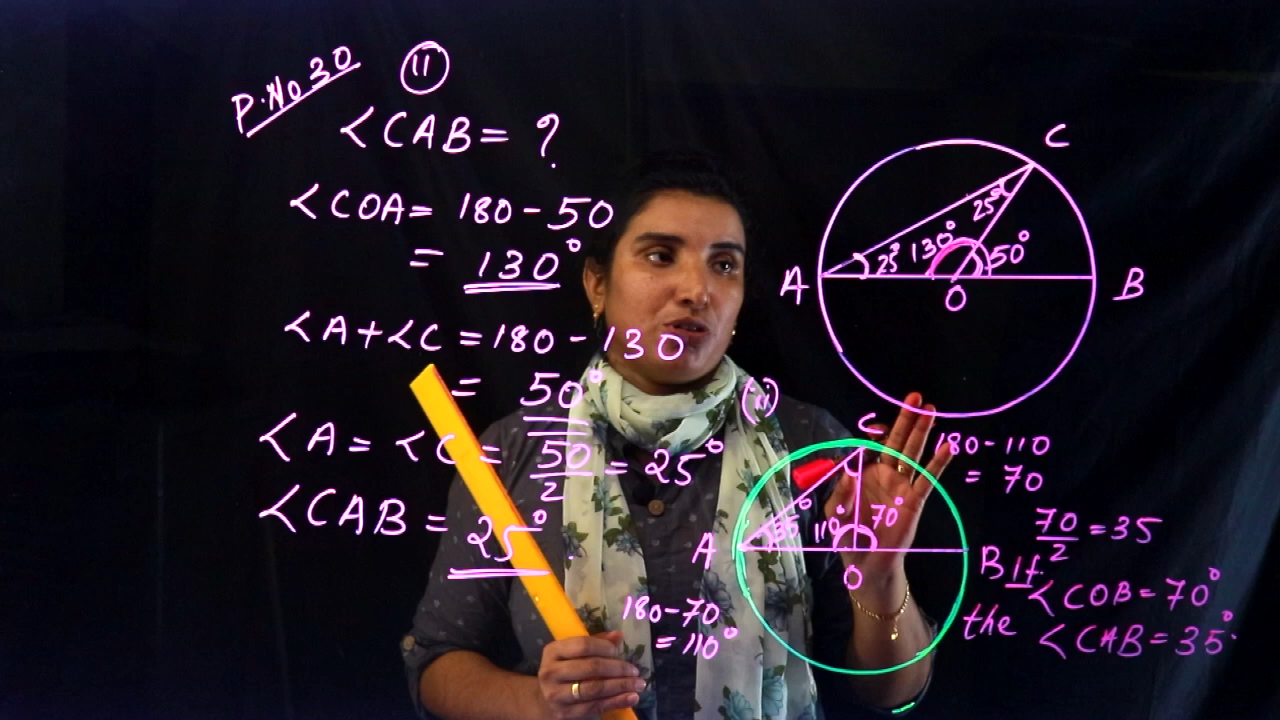 P.No 30
(ii)
<CAB = ?
<COA = 180 - 50
= 130°
<A + <C = 180 - 130
= 50°
<A = <C = 50/2 = 25°
<CAB = 25°
C
25°
25°
130°
50°
A
O
B
(iii)
C
35°
110°
70°
A
O
B
180 - 70
= 110°
180 - 110
= 70
70/2 = 35
If <COB = 70°
the <CAB = 35°